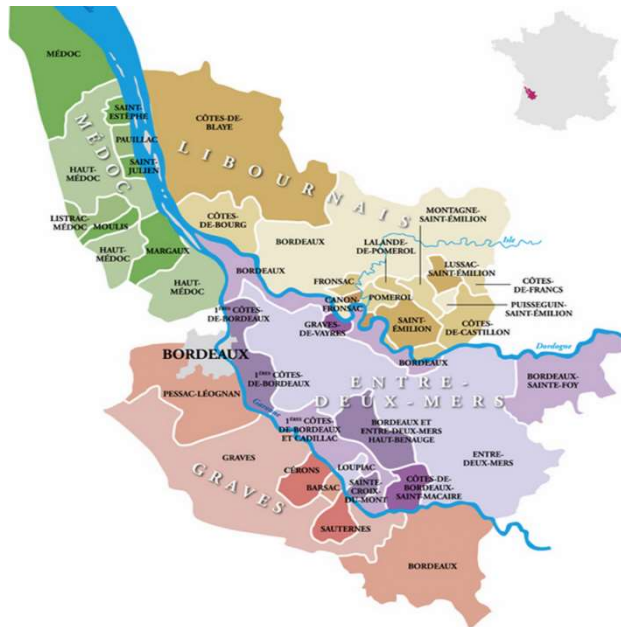 MÉDOC
SAINT-
ESTÈPHE
PAUILLAC
SAINT-
JULIEN
MÉDOC
HAUT-
MÉDOC
LISTRAC-
MÉDOC
MOULIS
HAUT-
MÉDOC
MARGAUX
HAUT-
MÉDOC
CÔTES-DE-
BLAYE
LIBOURNAIS
CÔTES-
DE-BOURG
BORDEAUX
MONTAGNE-
SAINT-ÉMILION
LALANDE-
DE-POMEROL
Isle
LUSSAC-
SAINT-ÉMILION
FRONSAC
CÔTES-
DE-FRANCS
POMEROL
CANON-
FRONSAC
PUISSEGUIN-
SAINT-ÉMILION
SAINT-
ÉMILION
CÔTES-
DE-CASTILLON
BORDEAUX
1ÈRES CÔTES-
DE-BORDEAUX
GRAVES-
DE-VAYRES
Dordogne
BORDEAUX
BORDEAUX
BORDEAUX-
SAINTE-FOY
1ÈRES CÔTES-
DE-BORDEAUX
ENTRE-
DEUX-MERS
PESSAC-LÉOGNAN
Garonne
1ÈRES CÔTES-
DE-BORDEAUX
ET CADILLAC
BORDEAUX ET
ENTRE-DEUX-MERS
HAUT-BENAUGE
GRAVES
GRAVES
ENTRE-
DEUX-MERS
CÉRONS
LOUPIAC
BARSAC
SAINTE-
CROIX-
DU-MONT
CÔTES-DE-
BORDEAUX-
SAINT-MACAIRE
SAUTERNES
BORDEAUX